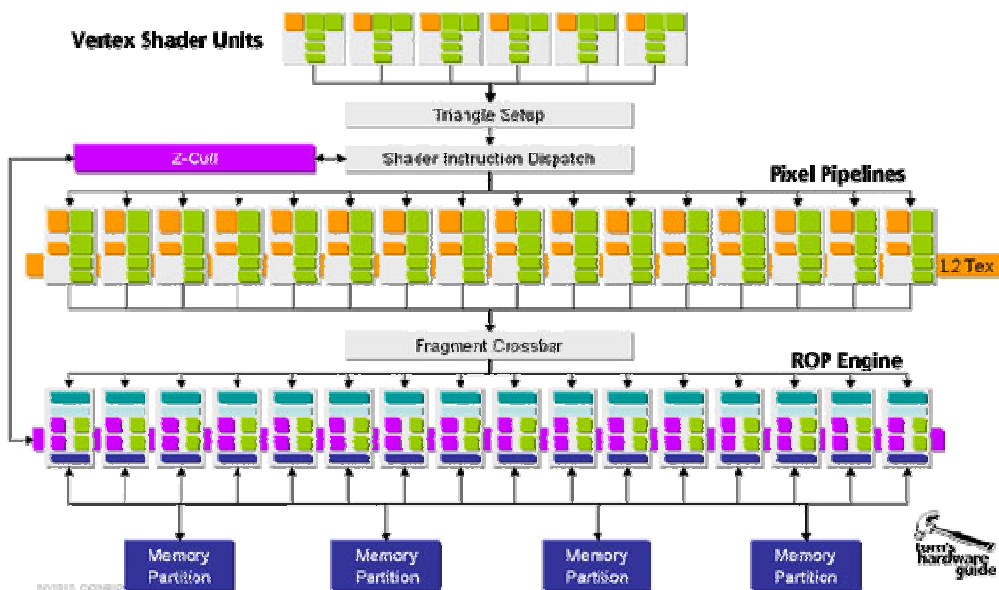 Vertex Shader Units
Triangle Setup
Z-Cull
Shader Instruction Dispatch
Pixel Pipelines
L2 Tex
Fragment Crossbar
ROP Engine
Memory
Partition
Memory
Partition
Memory
Partition
Memory
Partition
tom's
hardware
guide